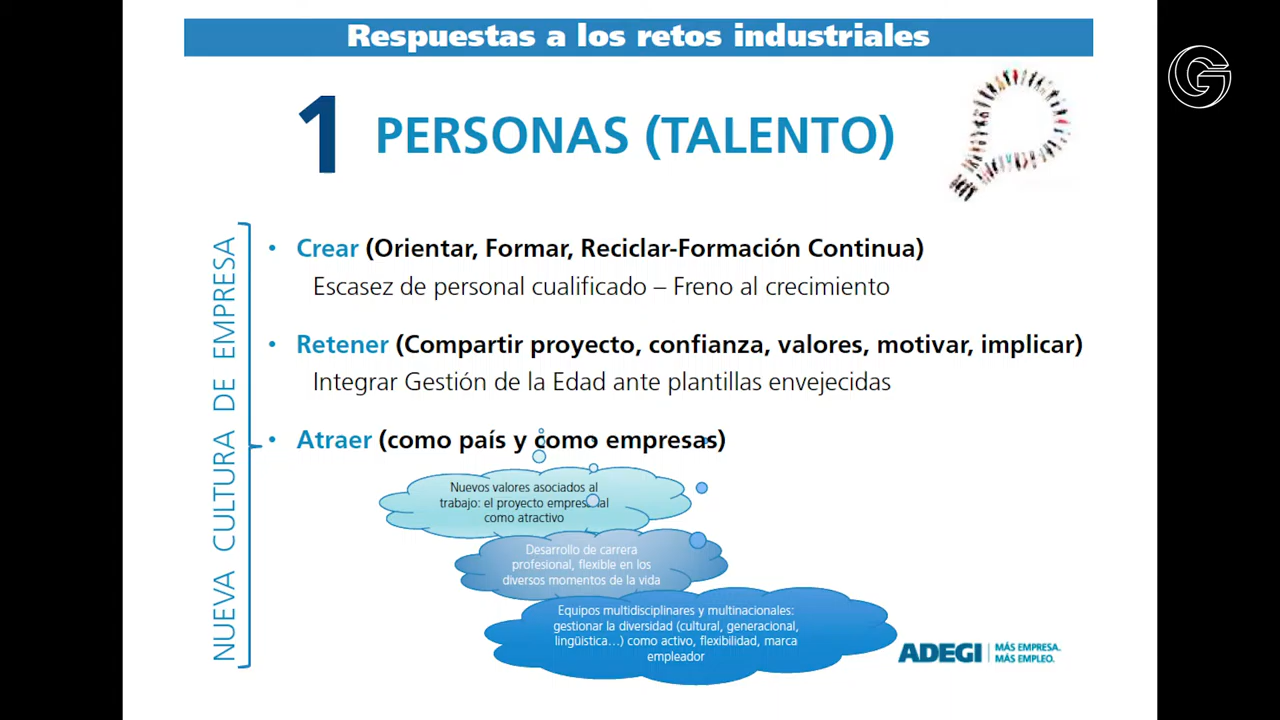 Respuestas a los retos industriales
1 PERSONAS (TALENTO)
NUEVA CULTURA DE EMPRESA
• Crear (Orientar, Formar, Reciclar-Formación Continua)
Escasez de personal cualificado – Freno al crecimiento
• Retener (Compartir proyecto, confianza, valores, motivar, implicar)
Integrar Gestión de la Edad ante plantillas envejecidas
• Atraer (como país y como empresas)
Nuevos valores asociados al
trabajo: el proyecto empresarial
como atractivo
Desarrollo de carrera
profesional, flexible en los
diversos momentos de la vida
Equipos multidisciplinares y multinacionales:
gestionar la diversidad (cultural, generacional,
lingüistica...) como activo, flexibilidad, marca
empleador
ADEGI
MÁS EMPRESA.
MÁS EMPLEO.
G